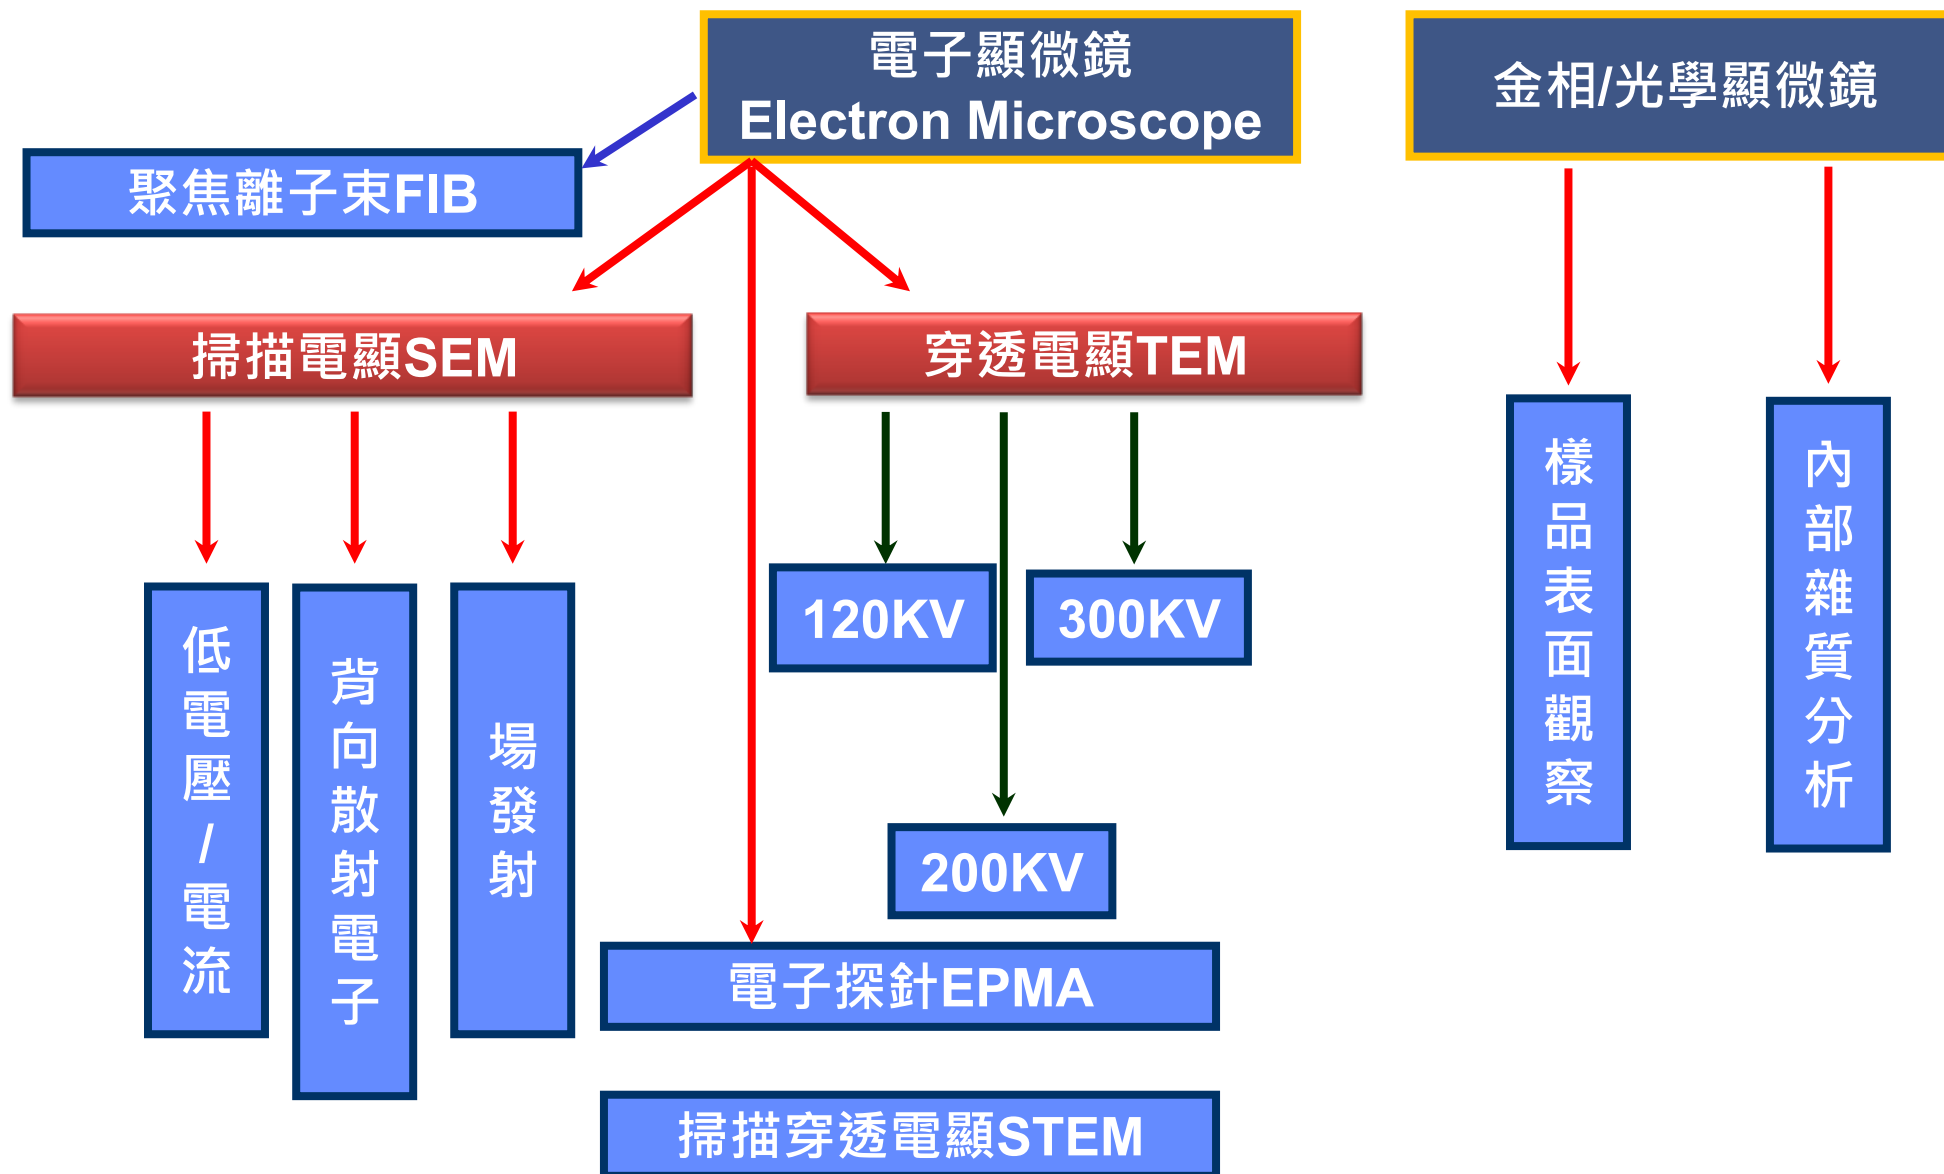 電子顯微鏡
Electron Microscope
金相/光學顯微鏡
聚焦離子束FIB
掃描電顯SEM
穿透電顯TEM
低電壓/電流
背向散射電子
場發射
120KV
300KV
200KV
樣品表面觀察
內部雜質分析
電子探針EPMA
掃描穿透電顯STEM